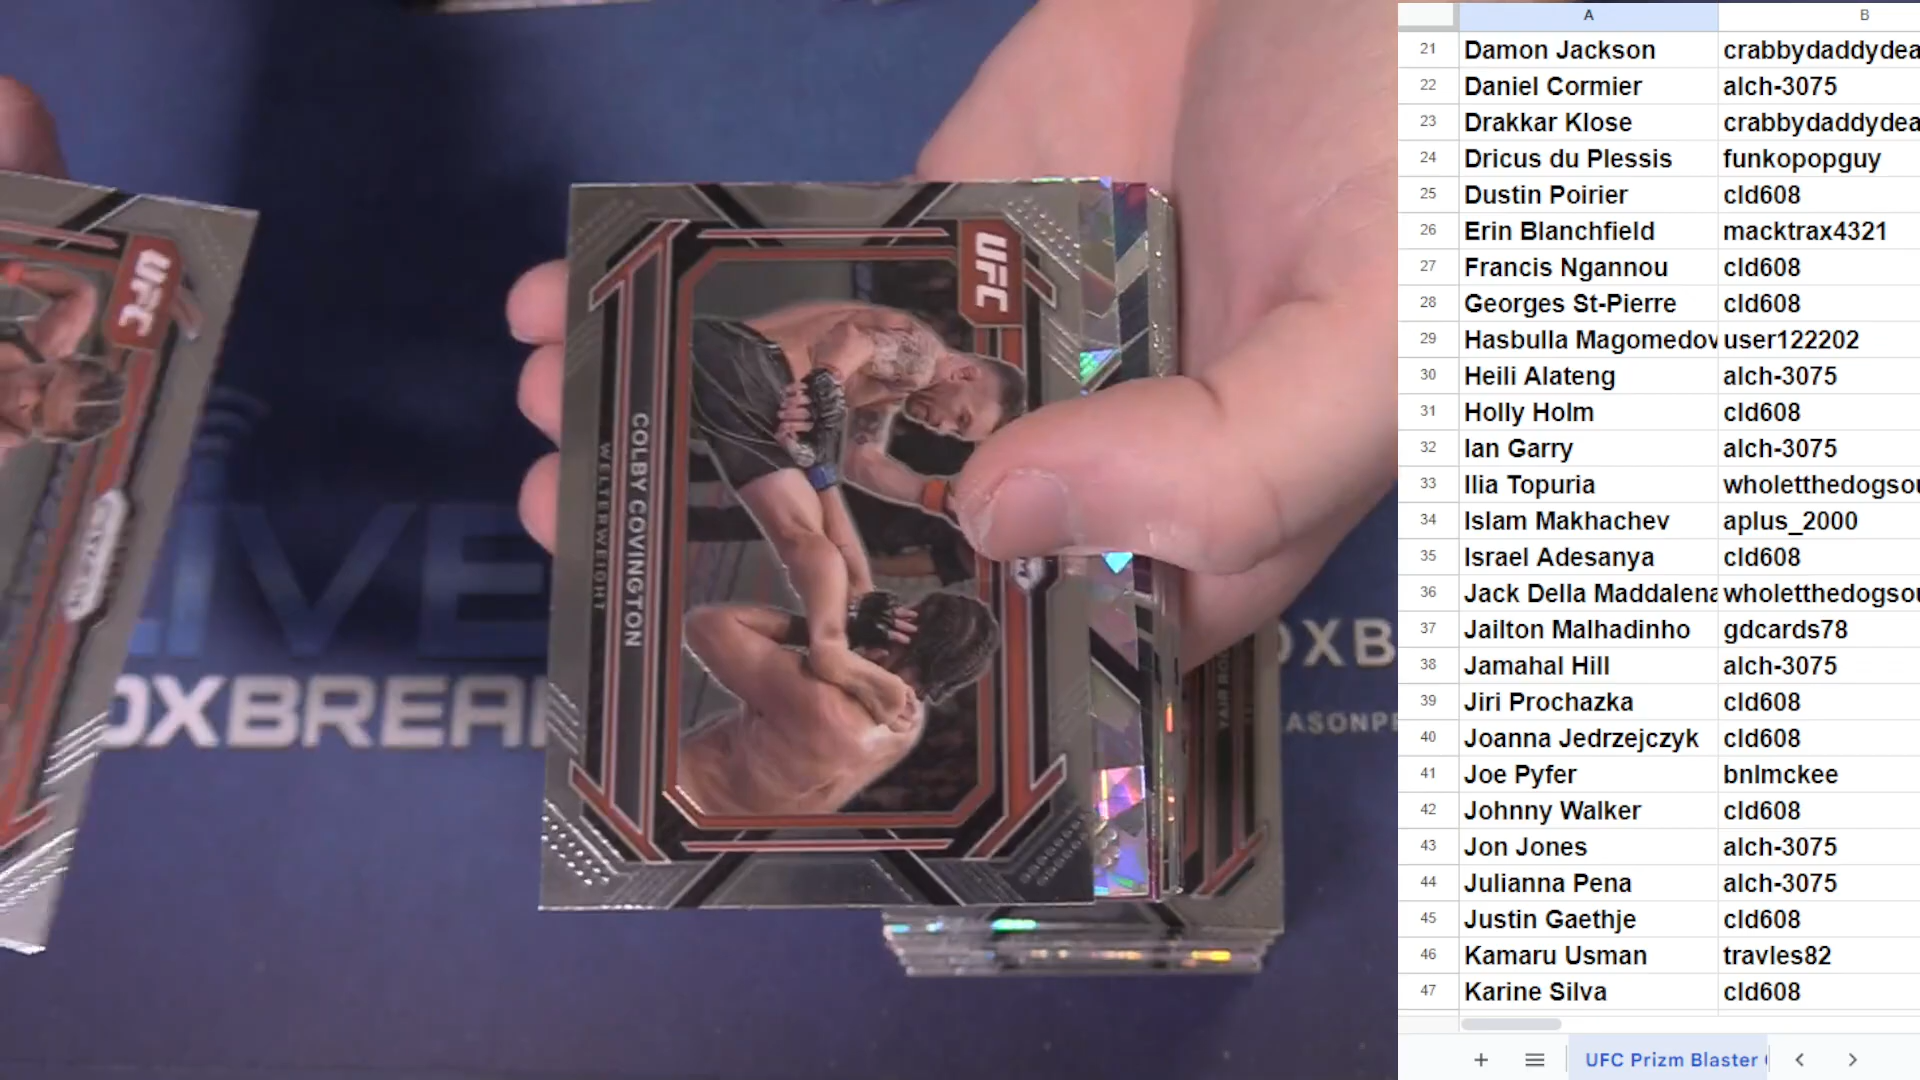 UFC
PRIZM
UFC
COLBY COVINGTON
WELTERWEIGHT
LIVE
OXBREA
OXB
EASONP
YAIR RO
A B
21 Damon Jackson crabbydaddydea
22 Daniel Cormier alch-3075
23 Drakkar Klose crabbydaddydea
24 Dricus du Plessis funkopopguy
25 Dustin Poirier cld608
26 Erin Blanchfield macktrax4321
27 Francis Ngannou cld608
28 Georges St-Pierre cld608
29 Hasbulla Magomedov user122202
30 Heili Alateng alch-3075
31 Holly Holm cld608
32 Ian Garry alch-3075
33 Ilia Topuria wholetthedogsou
34 Islam Makhachev aplus_2000
35 Israel Adesanya cld608
36 Jack Della Maddalena wholetthedogsou
37 Jailton Malhadinho gdcards78
38 Jamahal Hill alch-3075
39 Jiri Prochazka cld608
40 Joanna Jedrzejczyk cld608
41 Joe Pyfer bnlmckee
42 Johnny Walker cld608
43 Jon Jones alch-3075
44 Julianna Pena alch-3075
45 Justin Gaethje cld608
46 Kamaru Usman travles82
47 Karine Silva cld608
UFC Prizm Blaster